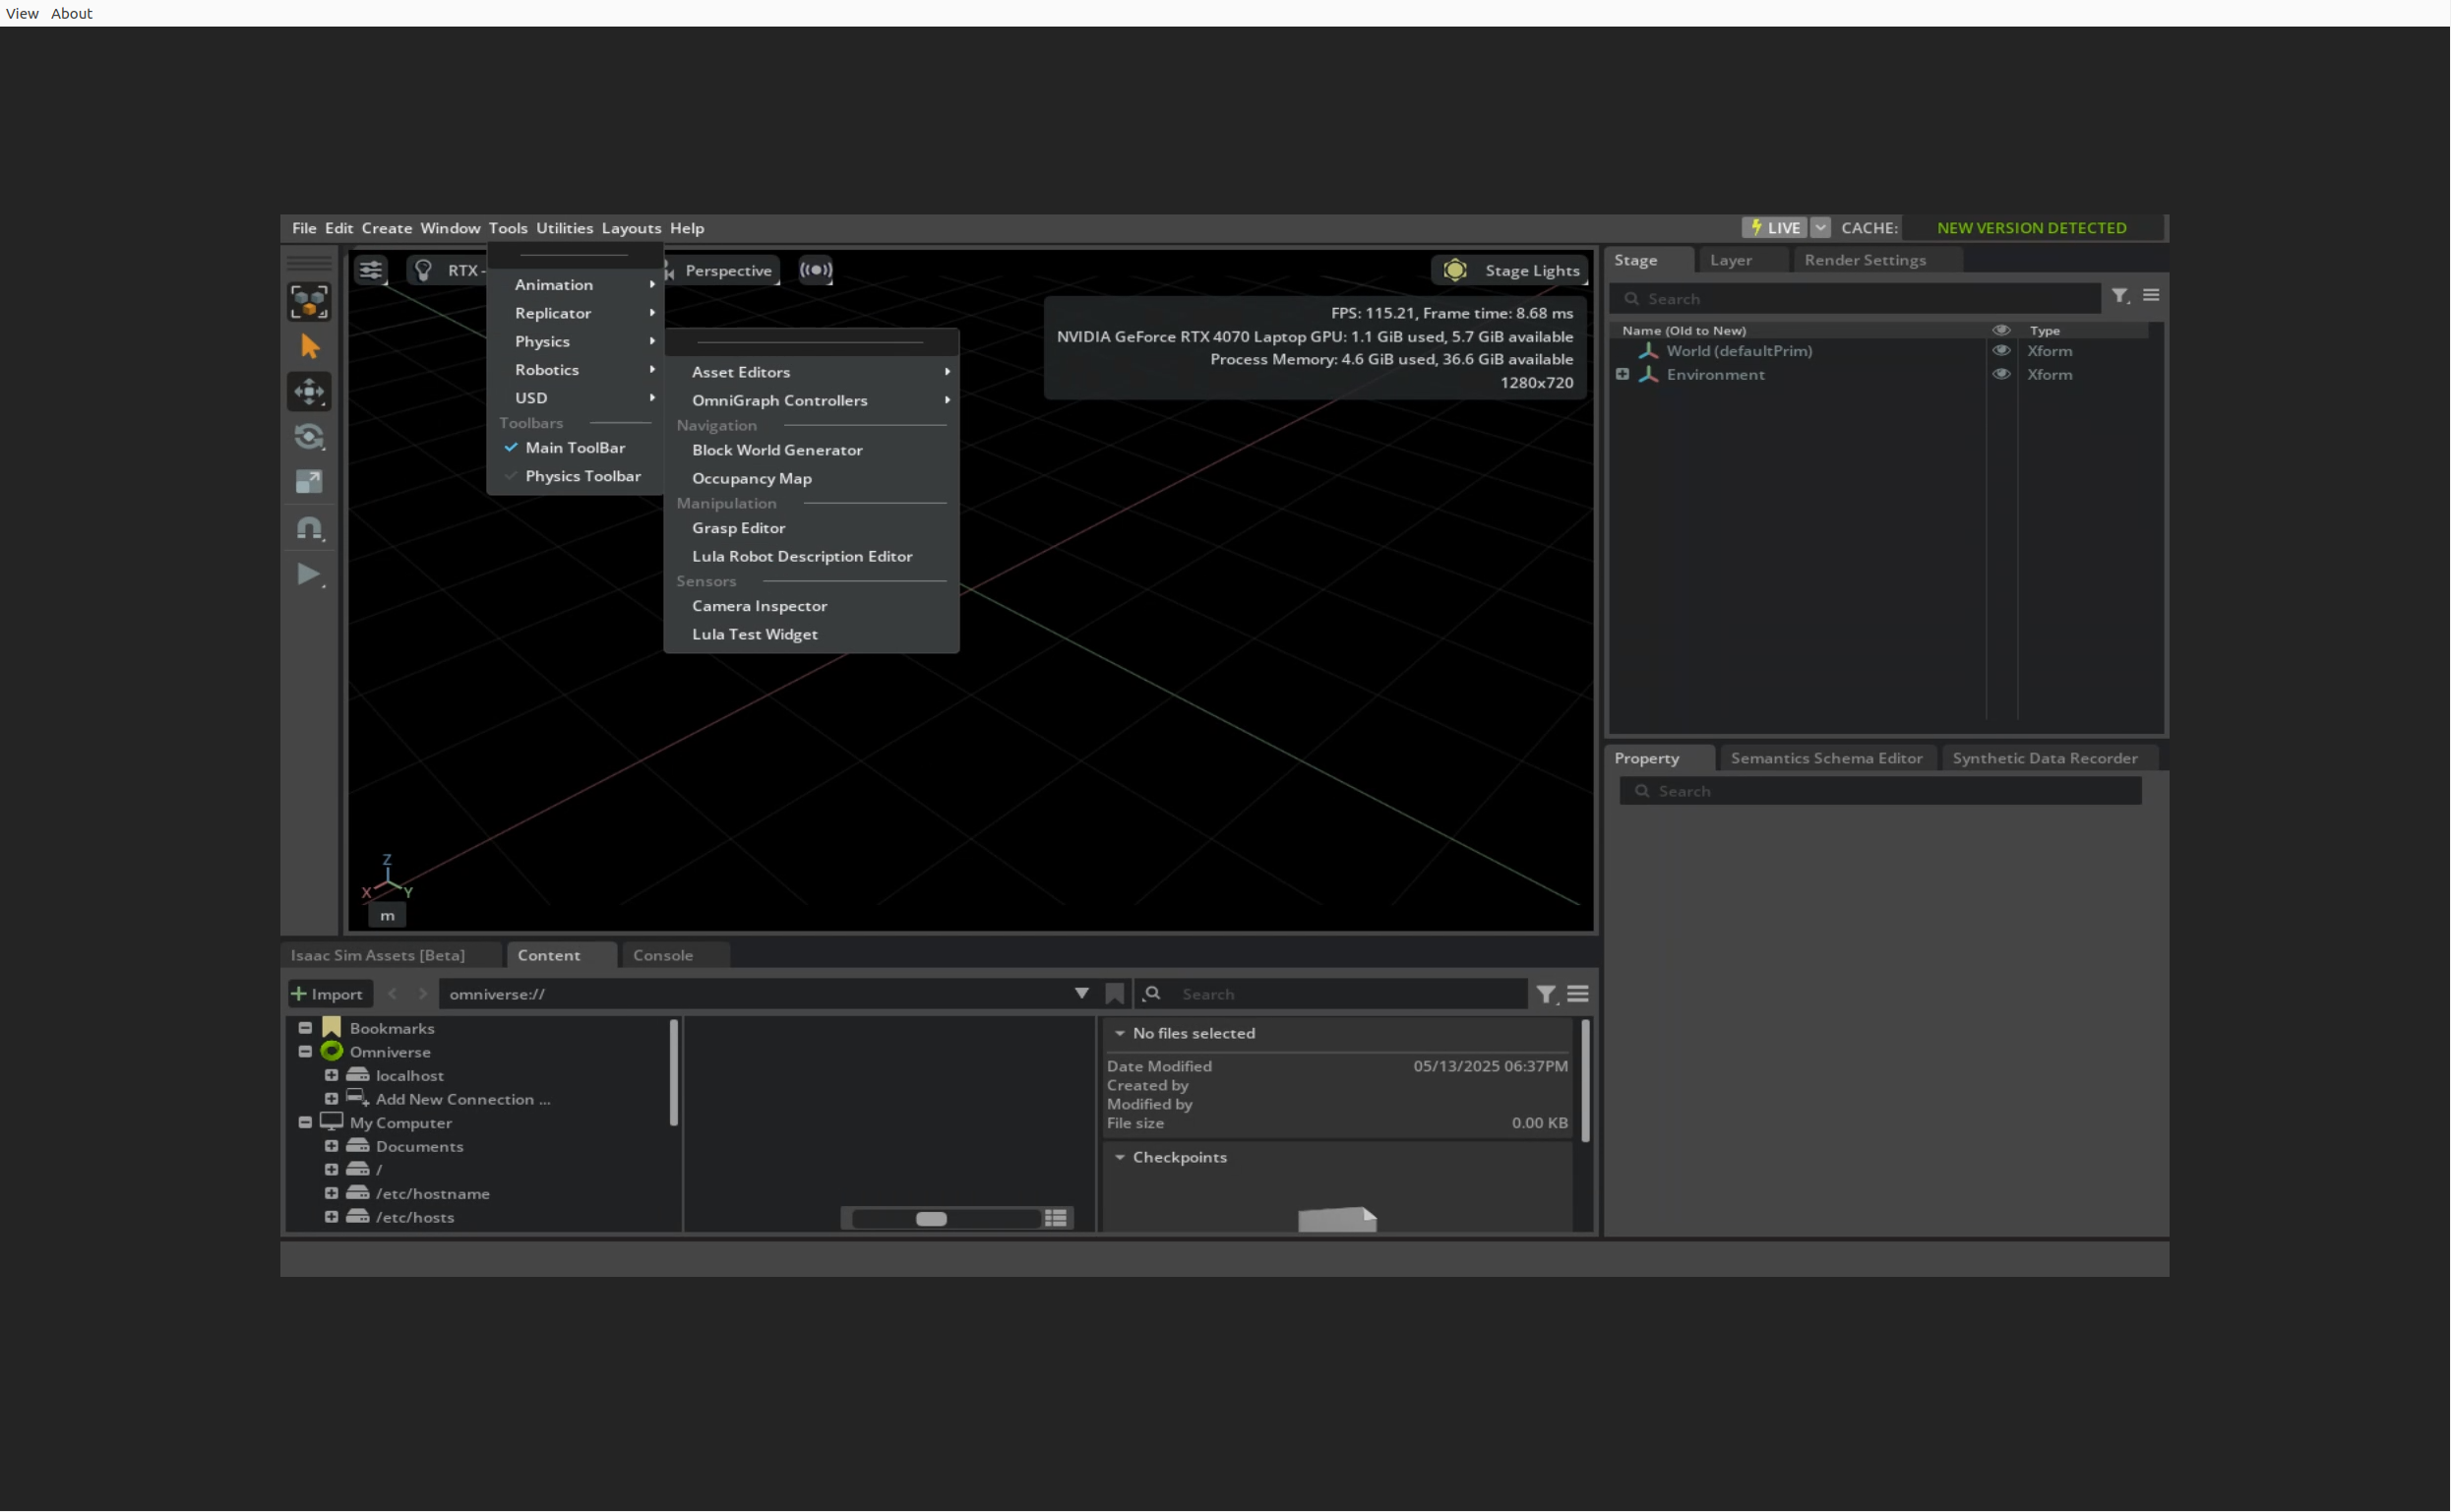 View About
File Edit Create Window Tools Utilities Layouts Help
LIVE CACHE: NEW VERSION DETECTED
RTX - Perspective Stage Lights
Animation
Replicator
Physics
Robotics
USD
Toolbars
Main ToolBar
Physics Toolbar
Asset Editors
OmniGraph Controllers
Navigation
Block World Generator
Occupancy Map
Manipulation
Grasp Editor
Lula Robot Description Editor
Sensors
Camera Inspector
Lula Test Widget
FPS: 115.21, Frame time: 8.68 ms
NVIDIA GeForce RTX 4070 Laptop GPU: 1.1 GiB used, 5.7 GiB available
Process Memory: 4.6 GiB used, 36.6 GiB available
1280x720
Z
X Y
m
Stage Layer Render Settings
Search
Name (Old to New) Type
World (defaultPrim) Xform
Environment Xform
Property Semantics Schema Editor Synthetic Data Recorder
Search
Isaac Sim Assets [Beta] Content Console
Import omniverse:// Search
Bookmarks
Omniverse
localhost
Add New Connection ...
My Computer
Documents
/
/etc/hostname
/etc/hosts
No files selected
Date Modified 05/13/2025 06:37PM
Created by
Modified by
File size 0.00 KB
Checkpoints